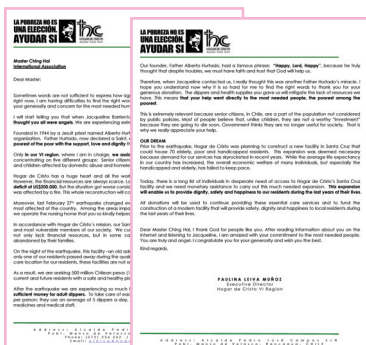 LA POBREZA NO ES
UNA ELECCIÓN.
AYUDAR SÍ
Master Ching Hai
International Association
Dear Master:
Sometimes words are not sufficient to express how
right now, I am having difficulties to find the right
your generosity and concern for the most needed
I will start telling you that when Jacqueline
thought you all were angels. We are experiencing
Founded in 1944 by a Jesuit priest named Alberto
organization. Father Hurtado, now declared a Saint,
poorest of the poor with the support, love and dignity
Only in our VI region, where I am in charge, we
concentrating on five different groups: Senior
and children affected by domestic abuse and
Hogar de Cristo has a huge heart and all the
However, the financial resources are always scarce.
deficit of US$200.000. But the situation got worse
was affected by a fire. This whole reconstruction
Moreover, last February 27th earthquake changed
most affected of the country. Among the areas
we operate the nursing home that you so kindly
In accordance with Hogar de Cristo's mission, our
and most vulnerable members of our society. We
not only lack financial resources, but in some
abandoned by their families.
On the night of the earthquake, this facility –an old
only one of our residents passed away during the
care location for our residents, these facilities are not
As a result, we are seeking 500 million Chilean pesos
current and future residents with a safe and healthy
After the earthquake we are experiencing so much
sufficient money for adult diapers. To take care of
per person; they use an average of 5 diapers a day,
medicines and medical staff.
LA POBREZA NO ES
UNA ELECCIÓN.
AYUDAR SÍ
hc
Our founder, Father Alberto Hurtado, had a famous phrase: "Happy, Lord, Happy", because he truly
thought that despite troubles, we must have faith and trust that God will help us.
Therefore, when Jacqueline contacted us, I really thought this was another Father Hurtado's miracle. I
hope you understand now why it is so hard for me to find the right words to thank you for your
generous donation. The diapers and health supplies you gave us will mitigate the lack of resources we
have. This means that your help went directly to the most needed people, the poorest among the
poorest.
This is extremely relevant because senior citizens, in Chile, are a part of the population not considered
by public policies. Most of people believe that, unlike children, they are not a worthy "investment"
because they are going to die soon. Government thinks they are no longer useful for society. That is
why we really appreciate your help.
OUR DREAM
Prior to the earthquake, Hogar de Cristo was planning to construct a new facility in Santa Cruz that
could house 70 elderly, poor and handicapped residents. This expansion was deemed necessary
because demand for our services has skyrocketed in recent years. While the average life expectancy
in our country has increased, the overall economic welfare of many individuals, but especially the
handicapped and elderly, has failed to keep pace.
Today, there is a long list of individuals in desperate need of access to Hogar de Cristo's Santa Cruz
facility and we need monetary assistance to carry out this much needed expansion. This expansion
will enable us to provide dignity, safety and happiness to our residents during the last years of their lives.
All donations will be used to continue providing these essential care services and to fund the
construction of a modern facility that will provide safety, dignity and happiness to local residents during
the last years of their lives.
Dear Master Ching Hai, I thank God for people like you. After reading information about you on the
Internet and listening to Jacqueline, I am amazed with your commitment to the most needed people.
You are truly and angel. I congratulate you for your generosity and wish you the best.
Kind regards,
PAULINA LEIVA MUÑOZ
Executive Director
Hogar de Cristo VI Region